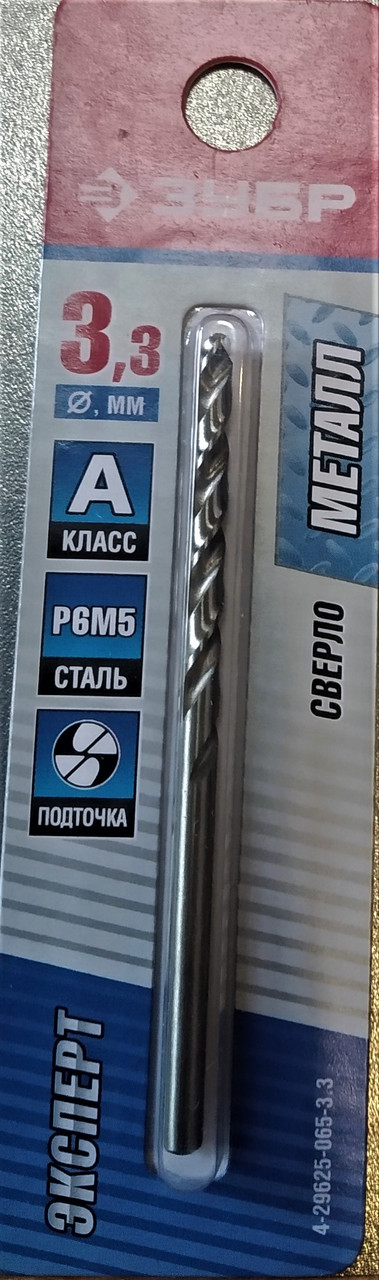 ЗУБР
3,3
Ø, ММ
А
КЛАСС
Р6М5
СТАЛЬ
ПОДТОЧКА
МЕТАЛЛ
СВЕРЛО
ЭКСПЕРТ
4-29625-065-3.3